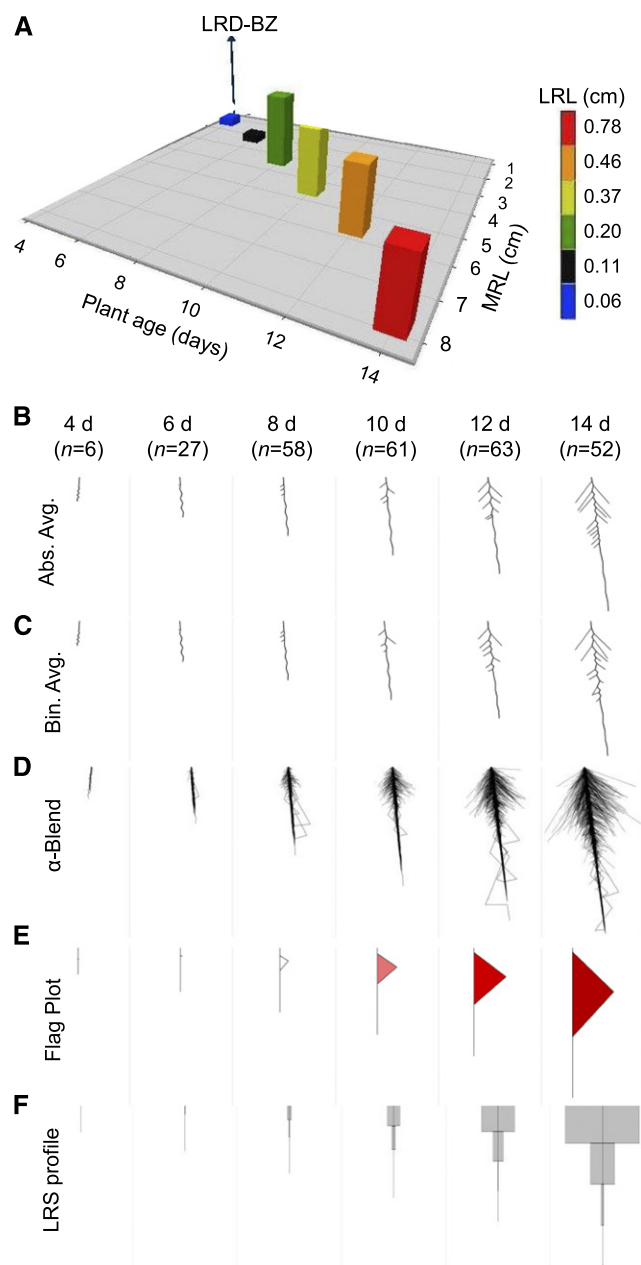 A
LRD-BZ
LRL (cm)
0.78
0.46
0.37
0.20
0.11
0.06
1
2
3
4
5
6
7
8
MRL (cm)
4
6
8
10
12
14
Plant age (days)
B
4 d
6 d
8 d
10 d
12 d
14 d
(n=6)
(n=27)
(n=58)
(n=61)
(n=63)
(n=52)
Abs. Avg.
C
Bin. Avg.
D
α-Blend
E
Flag Plot
F
LRS profile